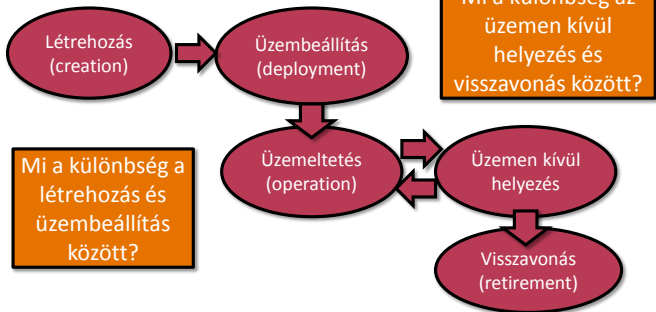 Létrehozás
(creation)
Üzembeállítás
(deployment)
Mi a különbség az
üzemen kívül
helyezés és
visszavonás között?
Mi a különbség a
létrehozás és
üzembeállítás
között?
Üzemeltetés
(operation)
Üzemen kívül
helyezés
Visszavonás
(retirement)